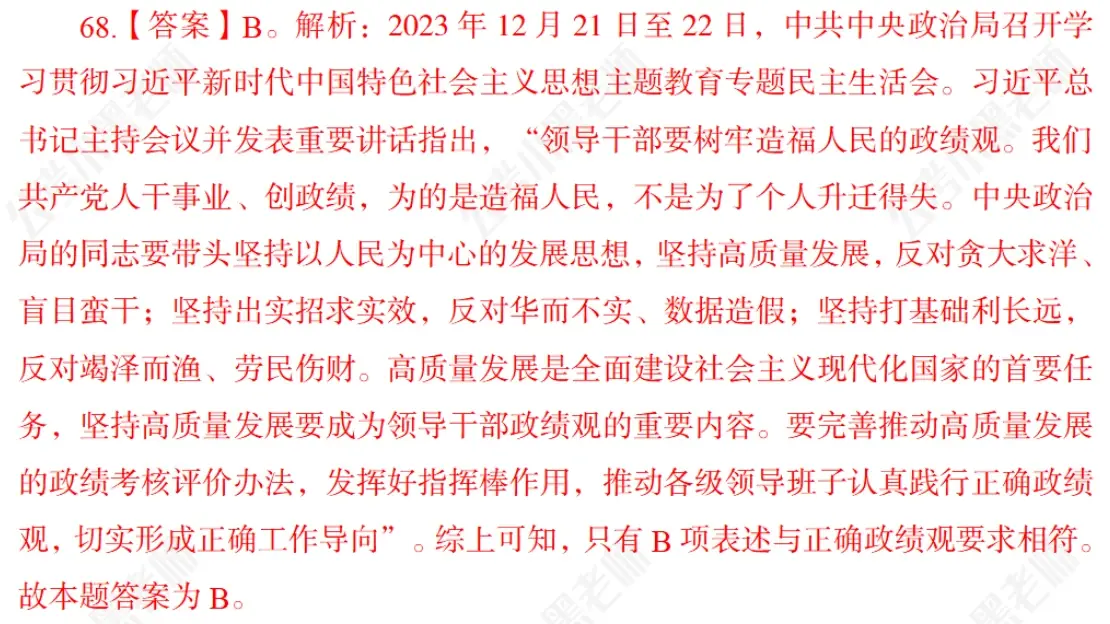 68.【答案】B。解析：2023 年 12 月 21 日至 22 日，中共中央政治局召开学
习贯彻习近平新时代中国特色社会主义思想主题教育专题民主生活会。习近平总
书记主持会议并发表重要讲话指出，“领导干部要树牢造福人民的政绩观。我们
共产党人干事业、创政绩，为的是造福人民，不是为了个人升迁得失。中央政治
局的同志要带头坚持以人民为中心的发展思想，坚持高质量发展，反对贪大求洋、
盲目蛮干；坚持出实招求实效，反对华而不实、数据造假；坚持打基础利长远，
反对竭泽而渔、劳民伤财。高质量发展是全面建设社会主义现代化国家的首要任
务，坚持高质量发展要成为领导干部政绩观的重要内容。要完善推动高质量发展
的政绩考核评价办法，发挥好指挥棒作用，推动各级领导班子认真践行正确政绩
观，切实形成正确工作导向”。综上可知，只有 B 项表述与正确政绩观要求相符。
故本题答案为 B。